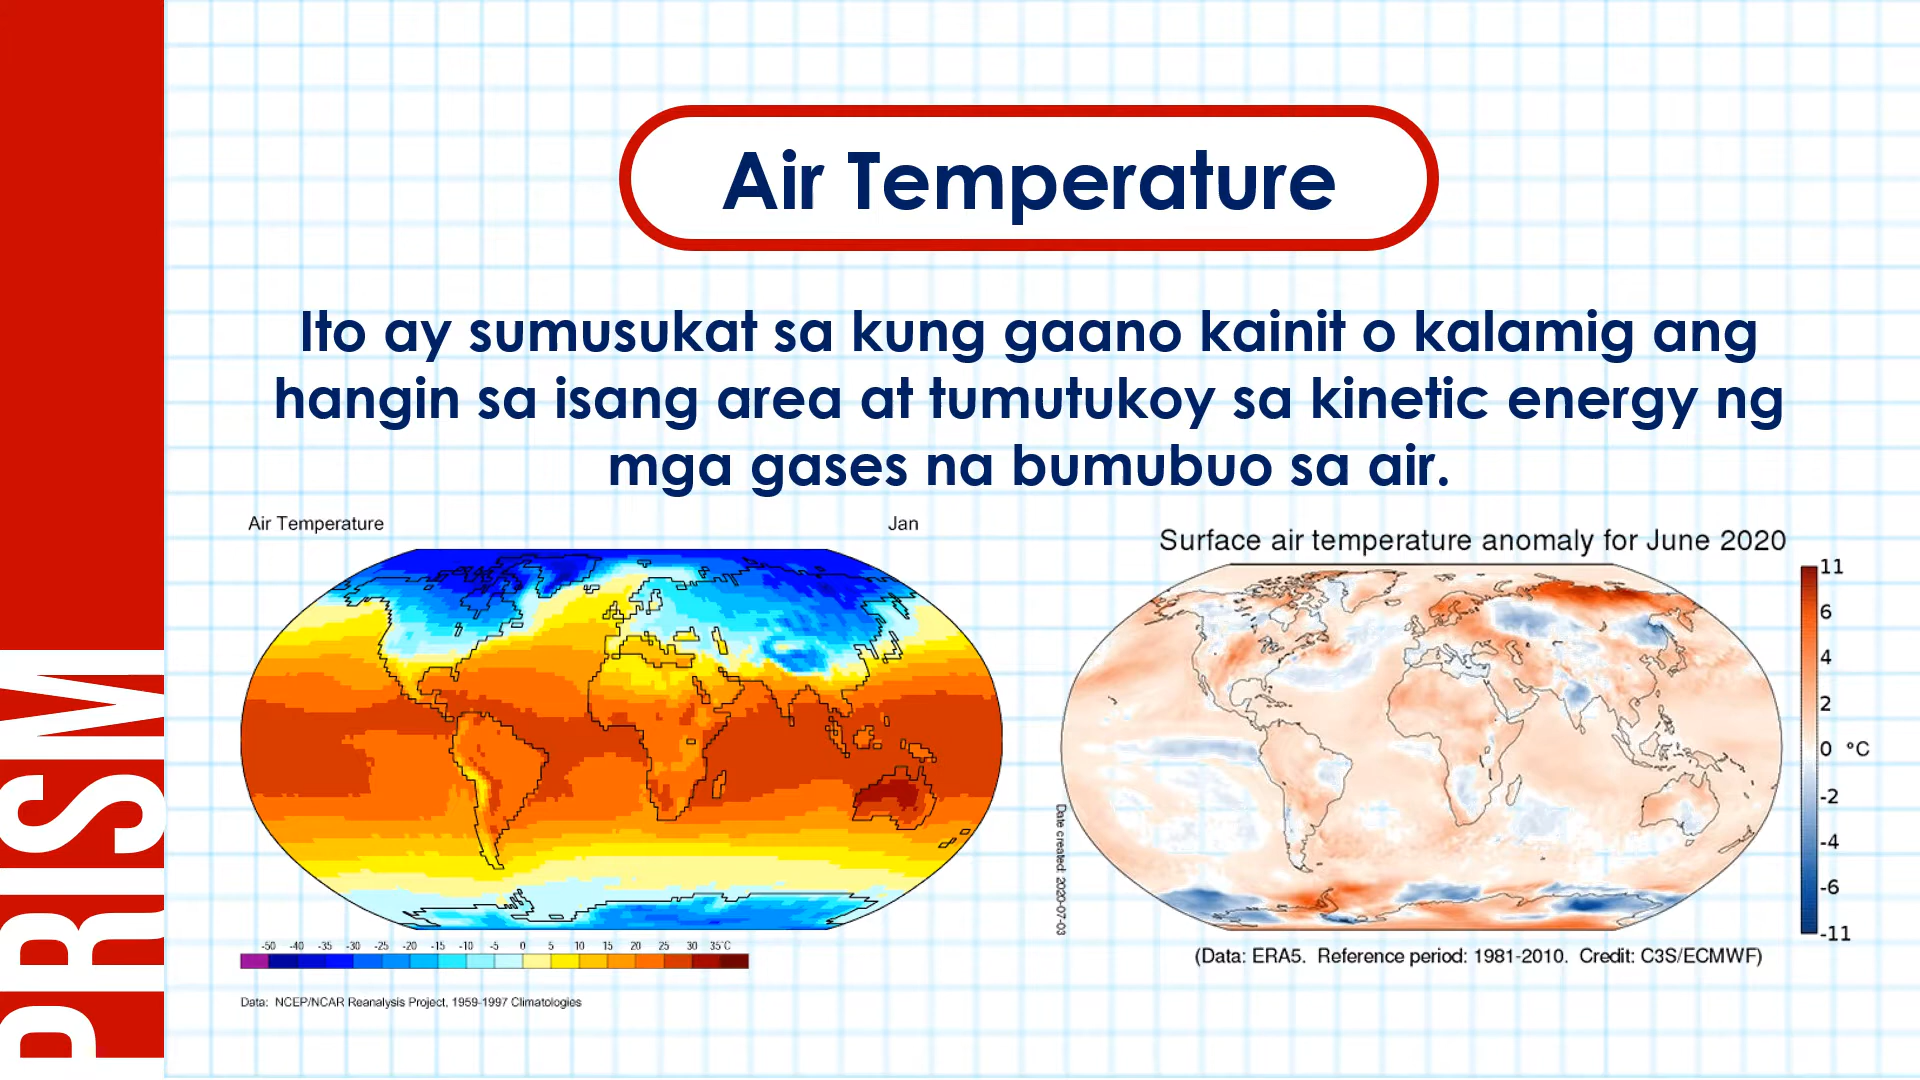 Air Temperature
Ito ay sumusukat sa kung gaano kainit o kalamig ang
hangin sa isang area at tumutukoy sa kinetic energy ng
mga gases na bumubuo sa air.
Air Temperature Jan
-50 -40 -35 -30 -25 -20 -15 -10 -5 0 5 10 15 20 25 30 35°C
Data: NCEP/NCAR Reanalysis Project, 1959-1997 Climatologies
Surface air temperature anomaly for June 2020
11
6
4
2
0 °C
-2
-4
-6
-11
Date created: 2020-07-03
(Data: ERA5. Reference period: 1981-2010. Credit: C3S/ECMWF)
PRISM